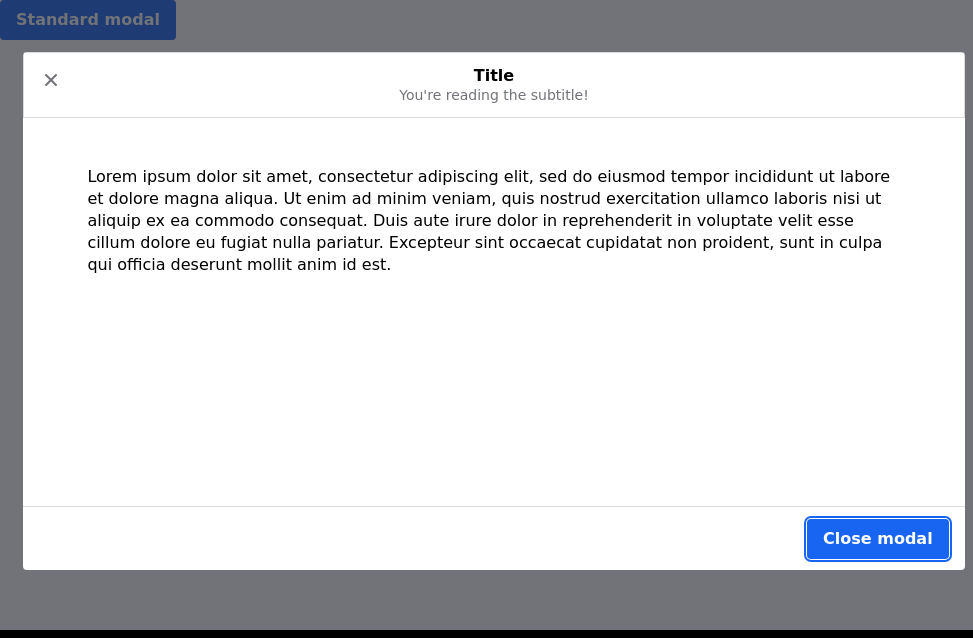 Standard modal
Title
You're reading the subtitle!
Lorem ipsum dolor sit amet, consectetur adipiscing elit, sed do eiusmod tempor incididunt ut labore
et dolore magna aliqua. Ut enim ad minim veniam, quis nostrud exercitation ullamco laboris nisi ut
aliquip ex ea commodo consequat. Duis aute irure dolor in reprehenderit in voluptate velit esse
cillum dolore eu fugiat nulla pariatur. Excepteur sint occaecat cupidatat non proident, sunt in culpa
qui officia deserunt mollit anim id est.
Close modal